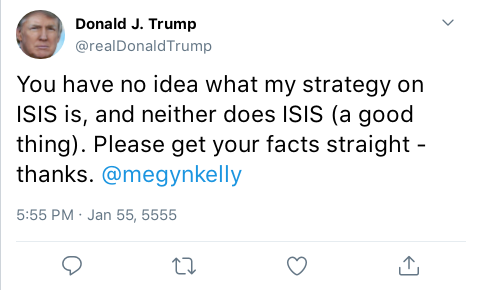 Donald J. Trump
@realDonaldTrump
You have no idea what my strategy on
ISIS is, and neither does ISIS (a good
thing). Please get your facts straight -
thanks. @megynkelly
5:55 PM · Jan 55, 5555